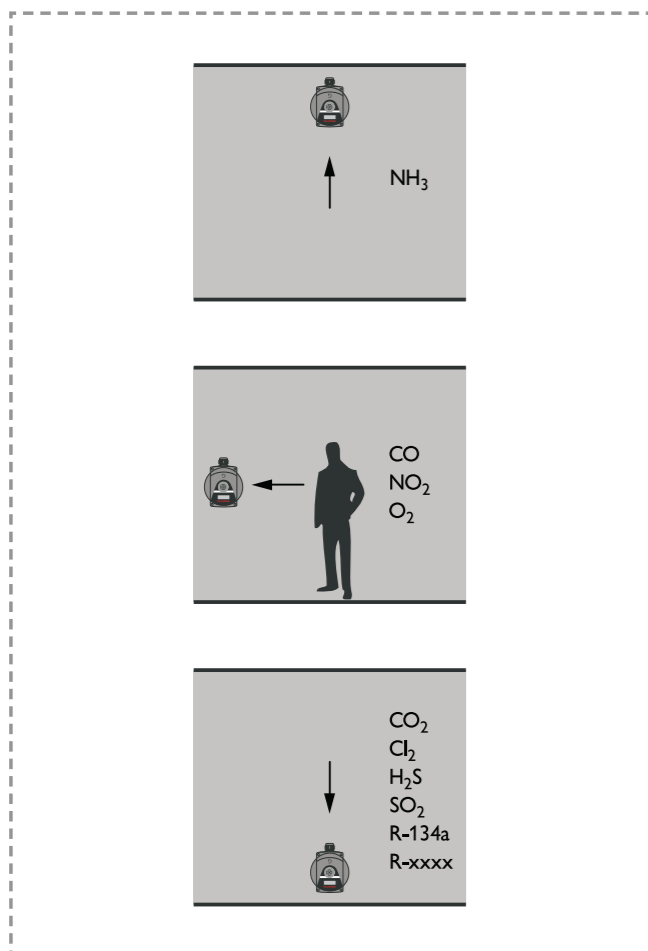 NH₃
CO
NO₂
O₂
CO₂
Cl₂
H₂S
SO₂
R-134a
R-xxxx